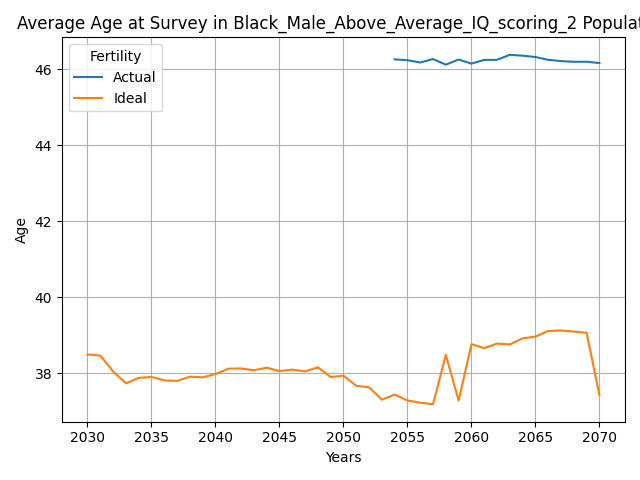 Average Age at Survey in Black_Male_Above_Average_IQ_scoring_2 Populat
Fertility
Actual
Ideal
46
44
42
40
38
Age
2030 2035 2040 2045 2050 2055 2060 2065 2070
Years